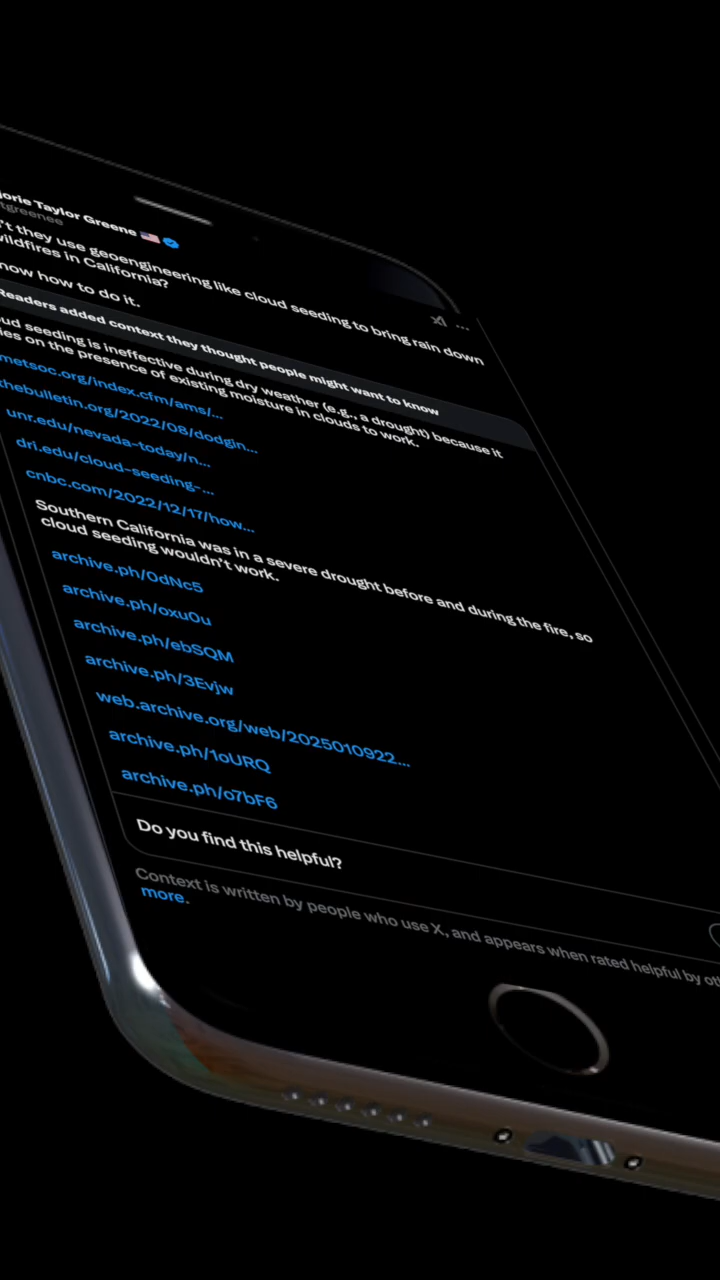 jorie Taylor Greene 🇺🇸
tgreenee
't they use geoengineering like cloud seeding to bring rain down
wildfires in California?
now how to do it.
Readers added context they thought people might want to know
oud seeding is ineffective during dry weather (e.g., a drought) because it
ies on the presence of existing moisture in clouds to work.
metsoc.org/index.cfm/ams/…
thebulletin.org/2022/08/dodgin…
unr.edu/nevada-today/n…
dri.edu/cloud-seeding-…
cnbc.com/2022/12/17/how…
Southern California was in a severe drought before and during the fire, so
cloud seeding wouldn't work.
archive.ph/0dNc5
archive.ph/oxu0u
archive.ph/ebSQM
archive.ph/3Evjw
web.archive.org/web/2025010922…
archive.ph/1oURQ
archive.ph/o7bF6
Do you find this helpful?
Context is written by people who use X, and appears when rated helpful by oth
more.